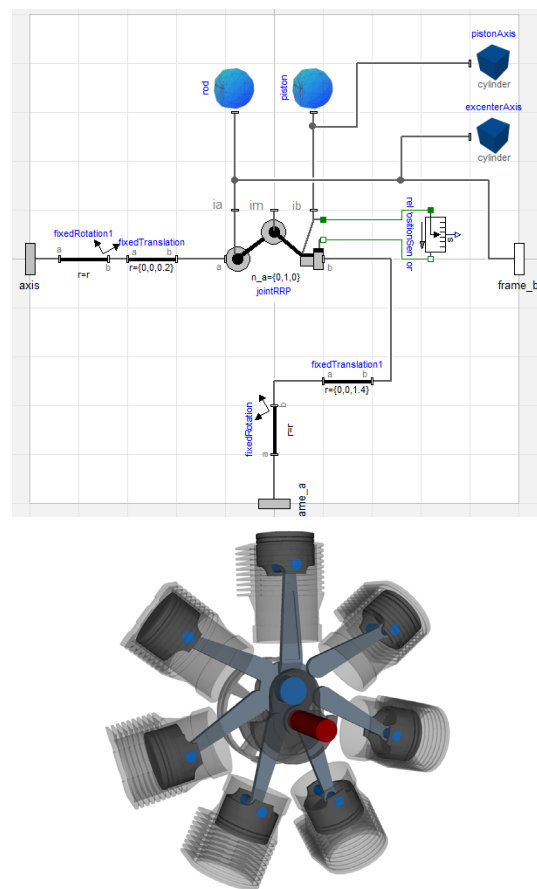 pistonAxis
cylinder
rod
piston
excenterAxis
cylinder
ia
im
ib
fixedRotation1
a
b
r=r
fixedTranslation
a
b
r={0,0,0.2}
a
b
n_a={0,1,0}
jointRRP
s
axis
frame_b
fixedTranslation1
a
b
r={0,0,1.4}
fixedRotation
b
a
r=r
ame_a